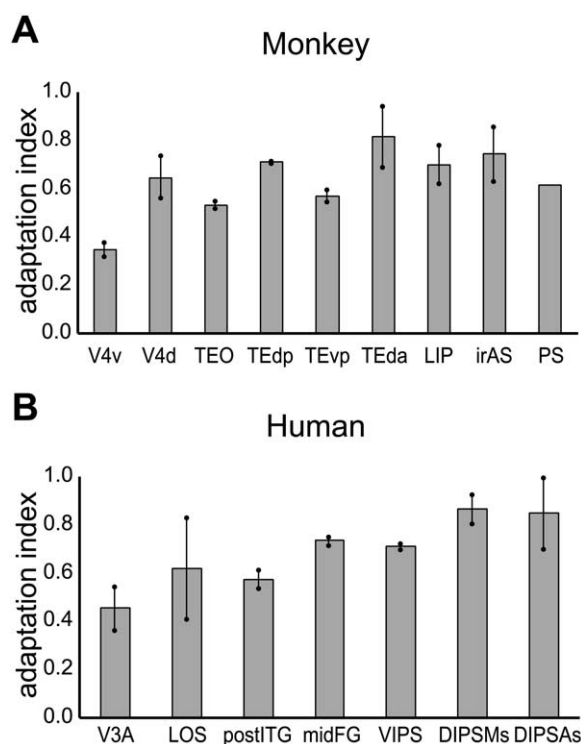 A
Monkey
adaptation index
1.0
0.8
0.6
0.4
0.2
0.0
V4v V4d TEO TEdp TEvp TEda LIP irAS PS
B
Human
adaptation index
1.0
0.8
0.6
0.4
0.2
0.0
V3A LOS postITG midFG VIPS DIPSMs DIPSAs